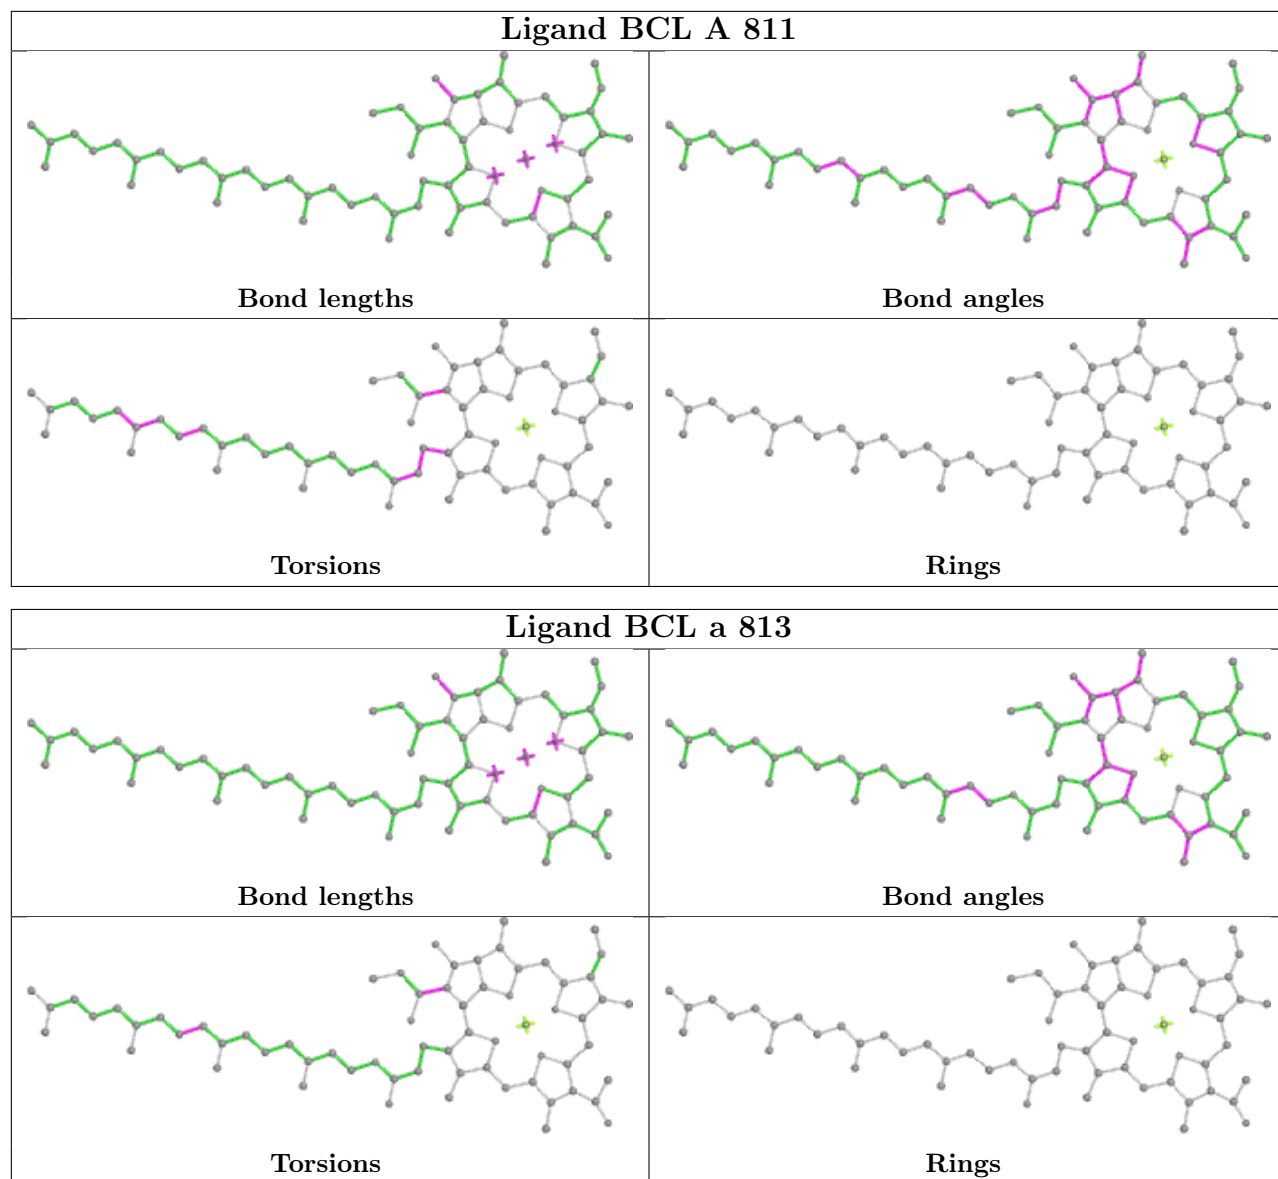 Ligand BCL A 811
Bond lengths
Bond angles
Torsions
Rings
Ligand BCL a 813
Bond lengths
Bond angles
Torsions
Rings